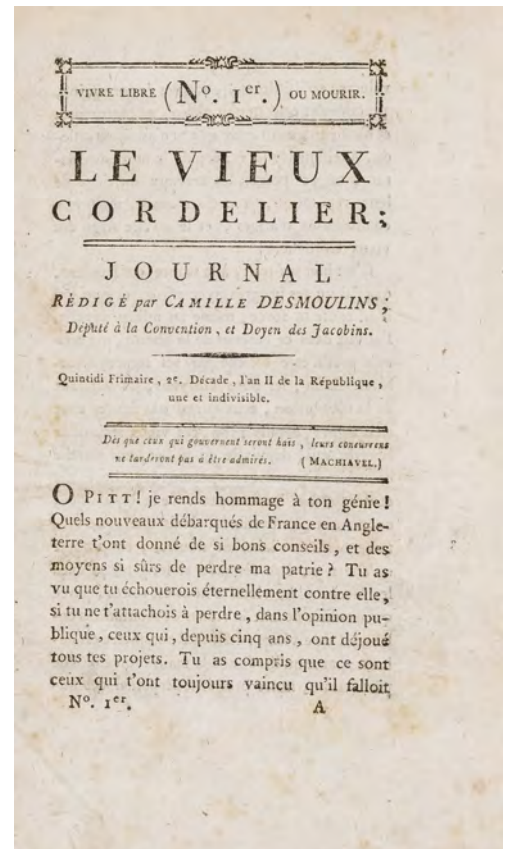 VIVRE LIBRE (No. 1er.) OU MOURIR.
LE VIEUX
CORDELIER;
JOURNAL
RÉDIGÉ par CAMILLE DESMOULINS;
Député à la Convention, et Doyen des Jacobins.
Quintidi Frimaire, 2e. Décade, l'an II de la République,
une et indivisible.
Dès que ceux qui gouvernent seront hais, leurs concurrens
ne tarderont pas à être admirés. (MACHIAVEL.)
O PITT! je rends hommage à ton génie!
Quels nouveaux débarqués de France en Angle-
terre t'ont donné de si bons conseils, et des
moyens si sûrs de perdre ma patrie? Tu as
vu que tu échouerois éternellement contre elle,
si tu ne t'attachois à perdre, dans l'opinion pu-
blique, ceux qui, depuis cinq ans, ont déjoué
tous tes projets. Tu as compris que ce sont
ceux qui t'ont toujours vaincu qu'il falloit
No. 1er. A